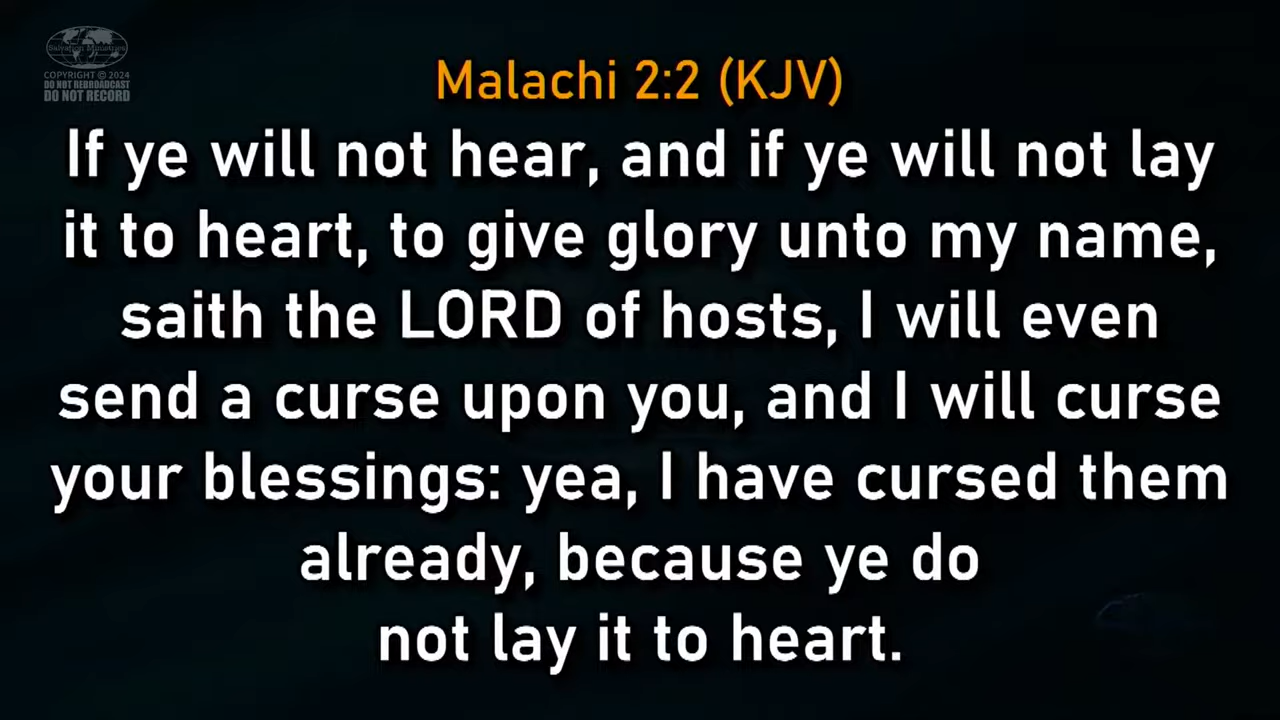 Salvation Ministries
COPYRIGHT © 2024
DO NOT REBROADCAST
DO NOT RECORD
Malachi 2:2 (KJV)
If ye will not hear, and if ye will not lay
it to heart, to give glory unto my name,
saith the LORD of hosts, I will even
send a curse upon you, and I will curse
your blessings: yea, I have cursed them
already, because ye do
not lay it to heart.